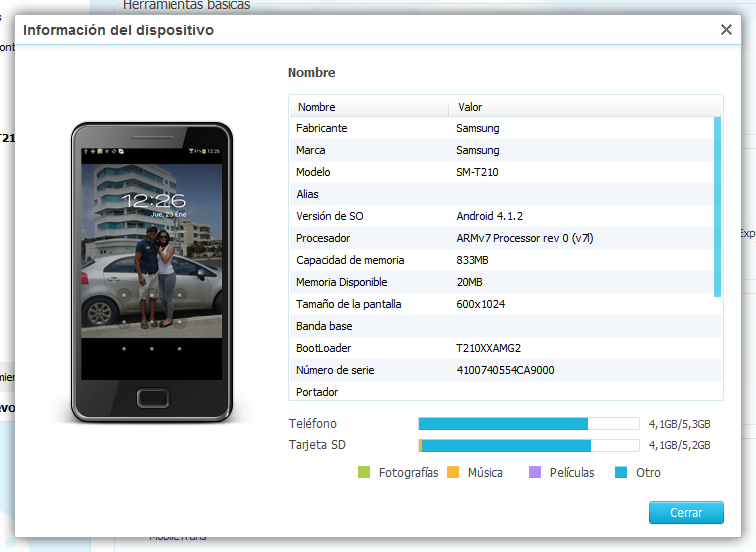 Herramientas básicas
Información del dispositivo
ont
T21
Nombre
Nombre Valor
Fabricante Samsung
Marca Samsung
Modelo SM-T210
Alias
Versión de SO Android 4.1.2
Procesador ARMv7 Processor rev 0 (v7l)
Capacidad de memoria 833MB
Memoria Disponible 20MB
Tamaño de la pantalla 600x1024
Banda base
BootLoader T210XXAMG2
Número de serie 4100740554CA9000
Portador
12:26
12:26
Jue, 23 Ene
Exp
mier
evo
Teléfono 4,1GB/5,3GB
Tarjeta SD 4,1GB/5,2GB
Fotografías Música Películas Otro
Cerrar
MobileTrans